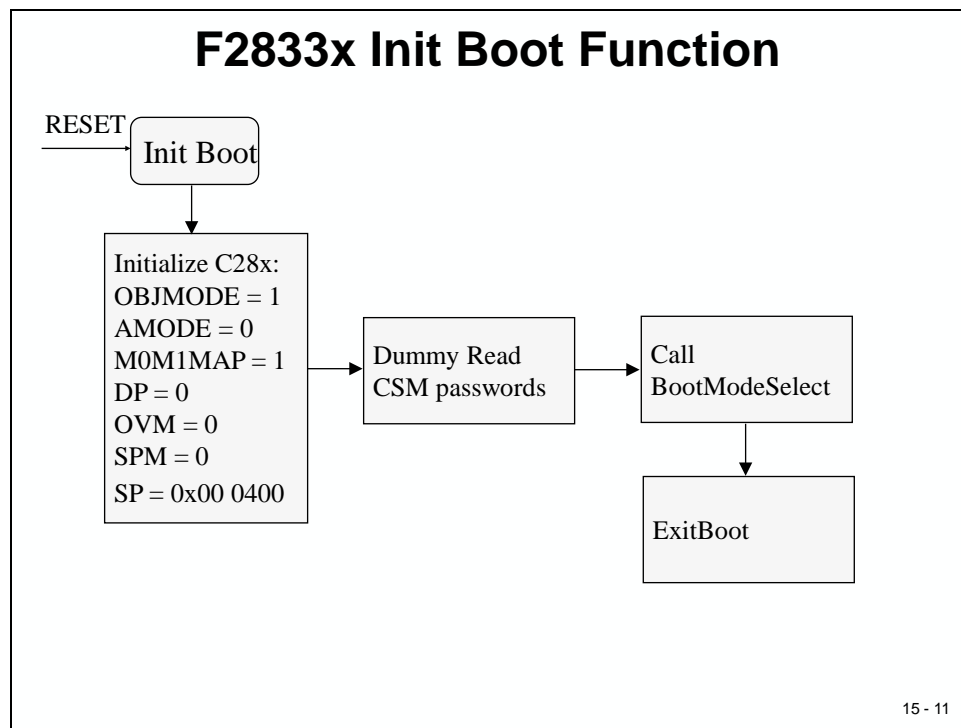 F2833x Init Boot Function
RESET
Init Boot
Initialize C28x:
OBJMODE = 1
AMODE = 0
M0M1MAP = 1
DP = 0
OVM = 0
SPM = 0
SP = 0x00 0400
Dummy Read
CSM passwords
Call
BootModeSelect
ExitBoot
15 - 11